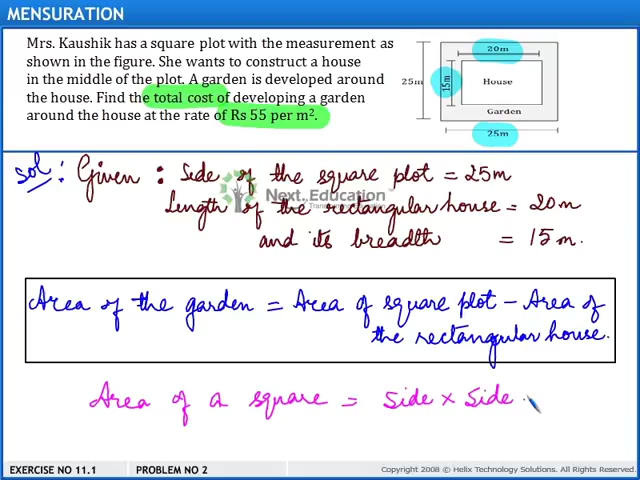 MENSURATION
Mrs. Kaushik has a square plot with the measurement as
shown in the figure. She wants to construct a house
in the middle of the plot. A garden is developed around
the house. Find the total cost of developing a garden
around the house at the rate of Rs 55 per m².
20m
25m
15m
House
Garden
25m
Sol : Given : Side of the square plot = 25m
Next Education
Length of the rectangular house = 20m
and its breadth = 15m.
Area of the garden = Area of square plot - Area of
the rectangular house.
Area of a square = Side × Side
EXERCISE NO 11.1 PROBLEM NO 2 Copyright 2008 © Helix Technology Solutions. All Rights Reserved.